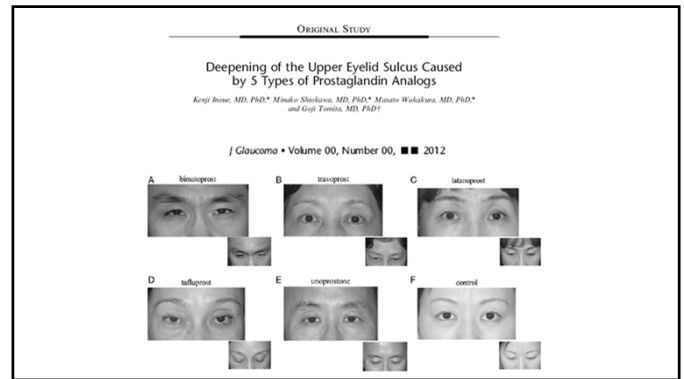 ORIGINAL STUDY
Deepening of the Upper Eyelid Sulcus Caused
by 5 Types of Prostaglandin Analogs
Kenji Inoue, MD, PhD,* Minako Shiokawa, MD, PhD,* Masato Wakakura, MD, PhD,*
and Goji Tomita, MD, PhD†
J Glaucoma • Volume 00, Number 00, ■■ 2012
A bimatoprost B travoprost C latanoprost
D tafluprost E unoprostone F control